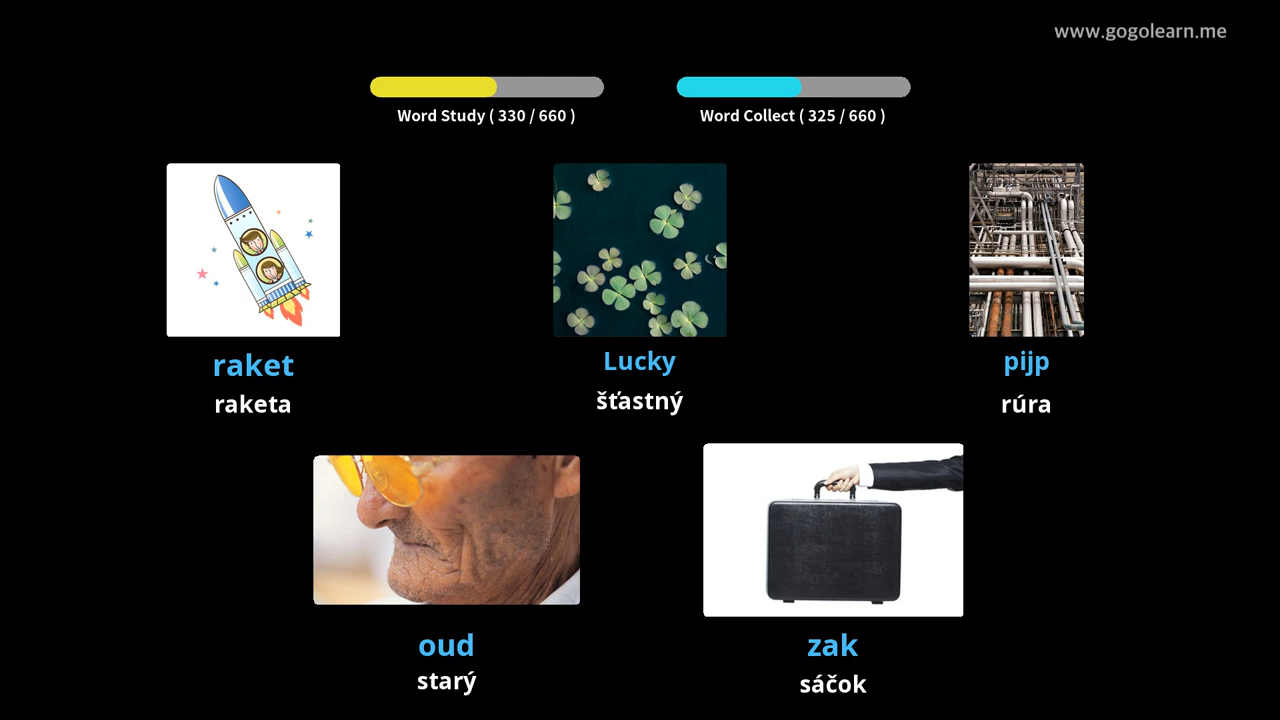 www.gogolearn.me
Word Study ( 330 / 660 )
Word Collect ( 325 / 660 )
raket
raketa
Lucky
šťastný
pijp
rúra
oud
starý
zak
sáčok